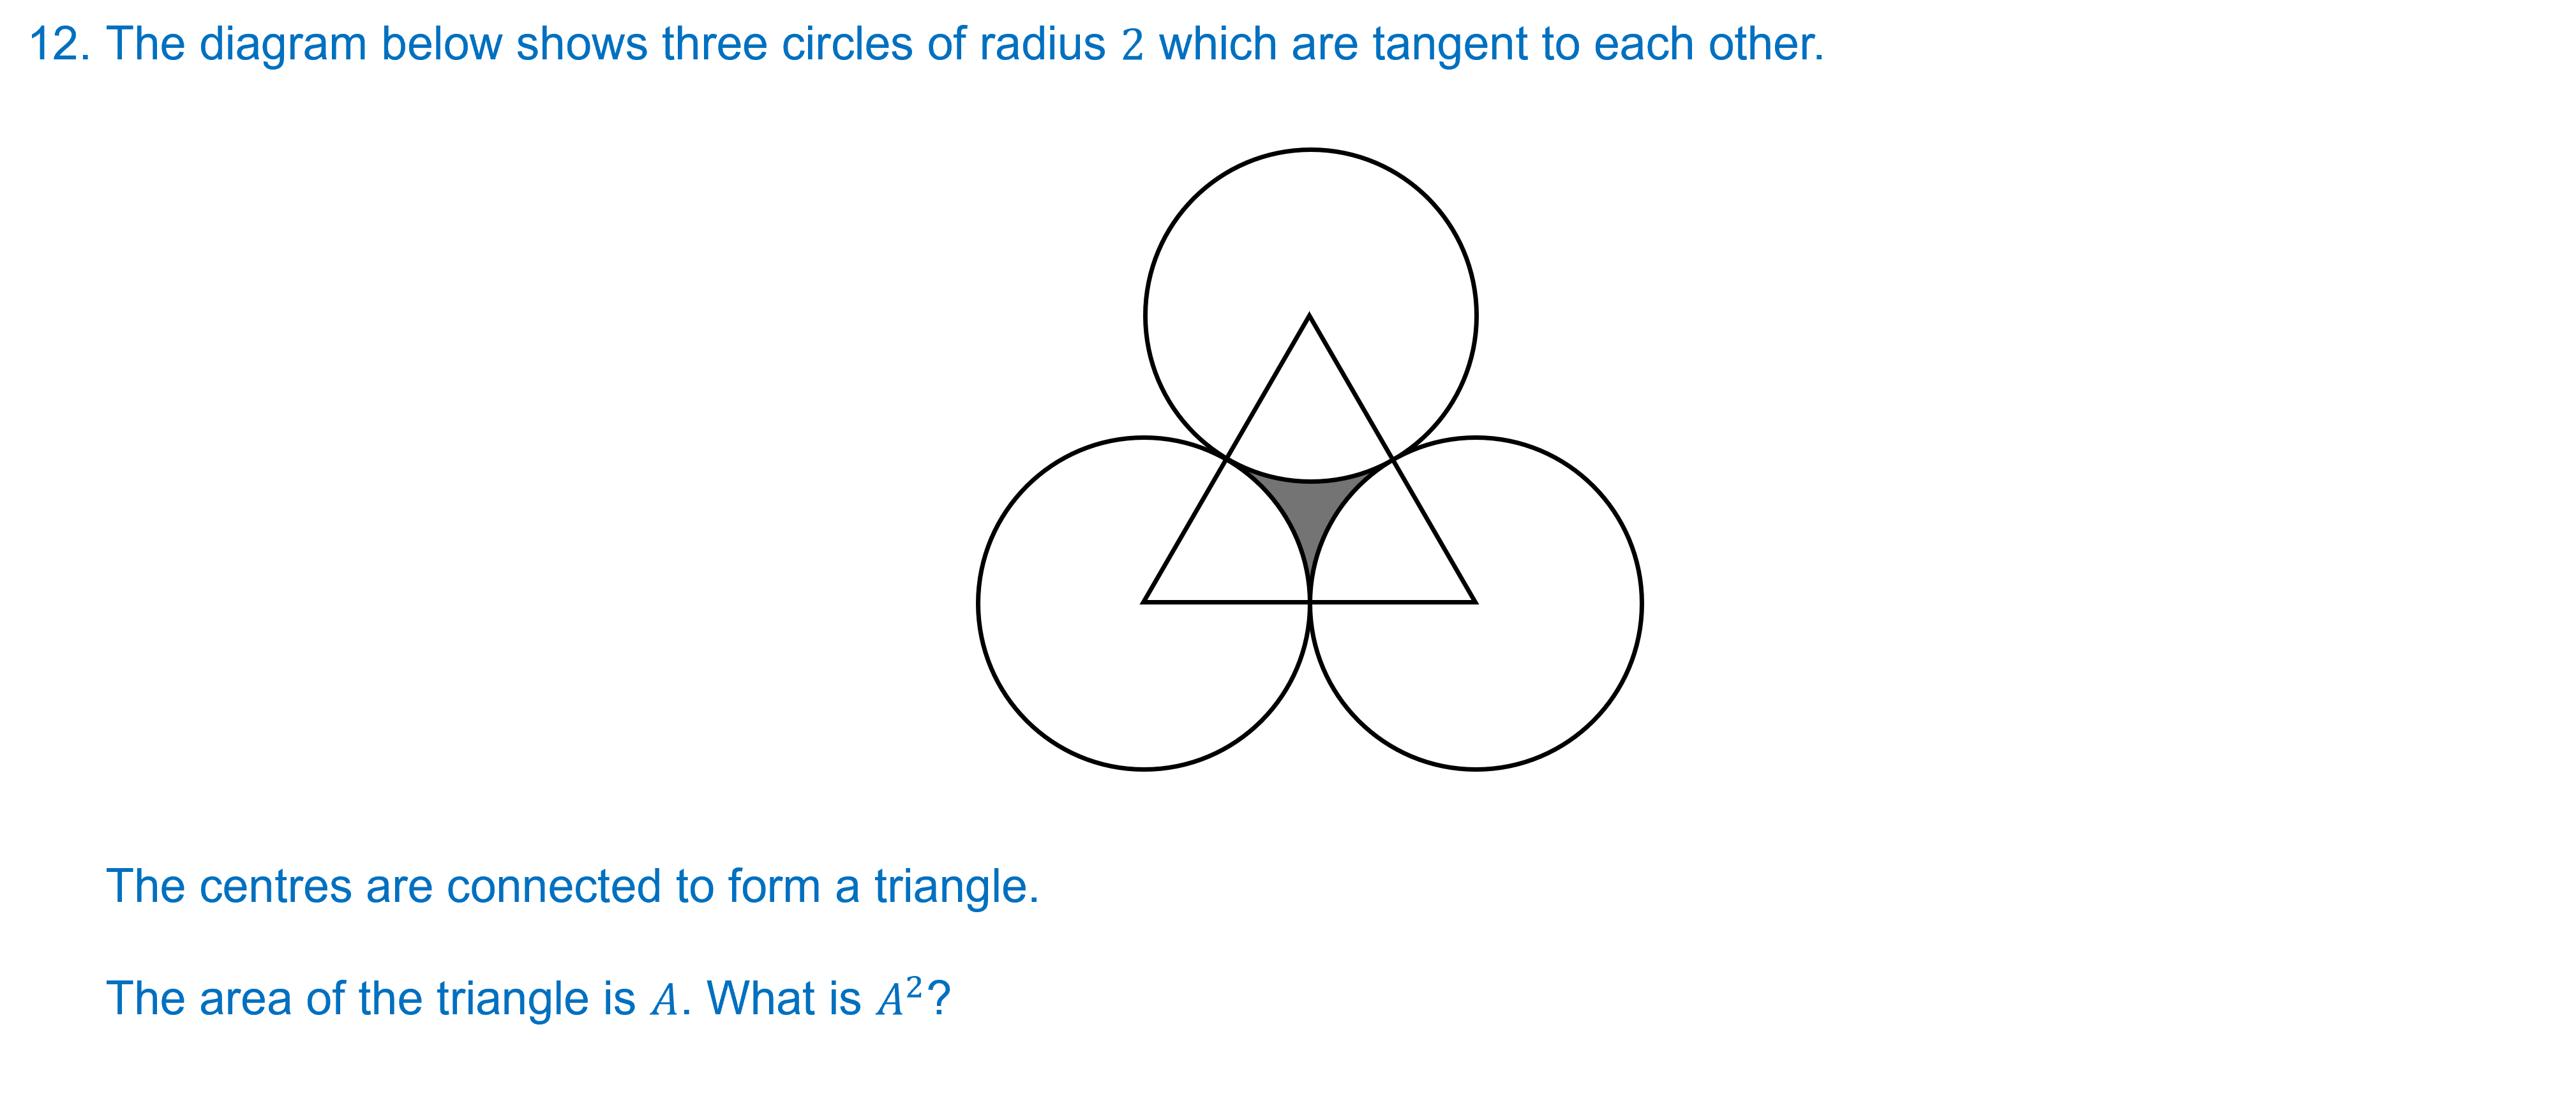 12. The diagram below shows three circles of radius 2 which are tangent to each other.
The centres are connected to form a triangle.
The area of the triangle is A. What is A²?